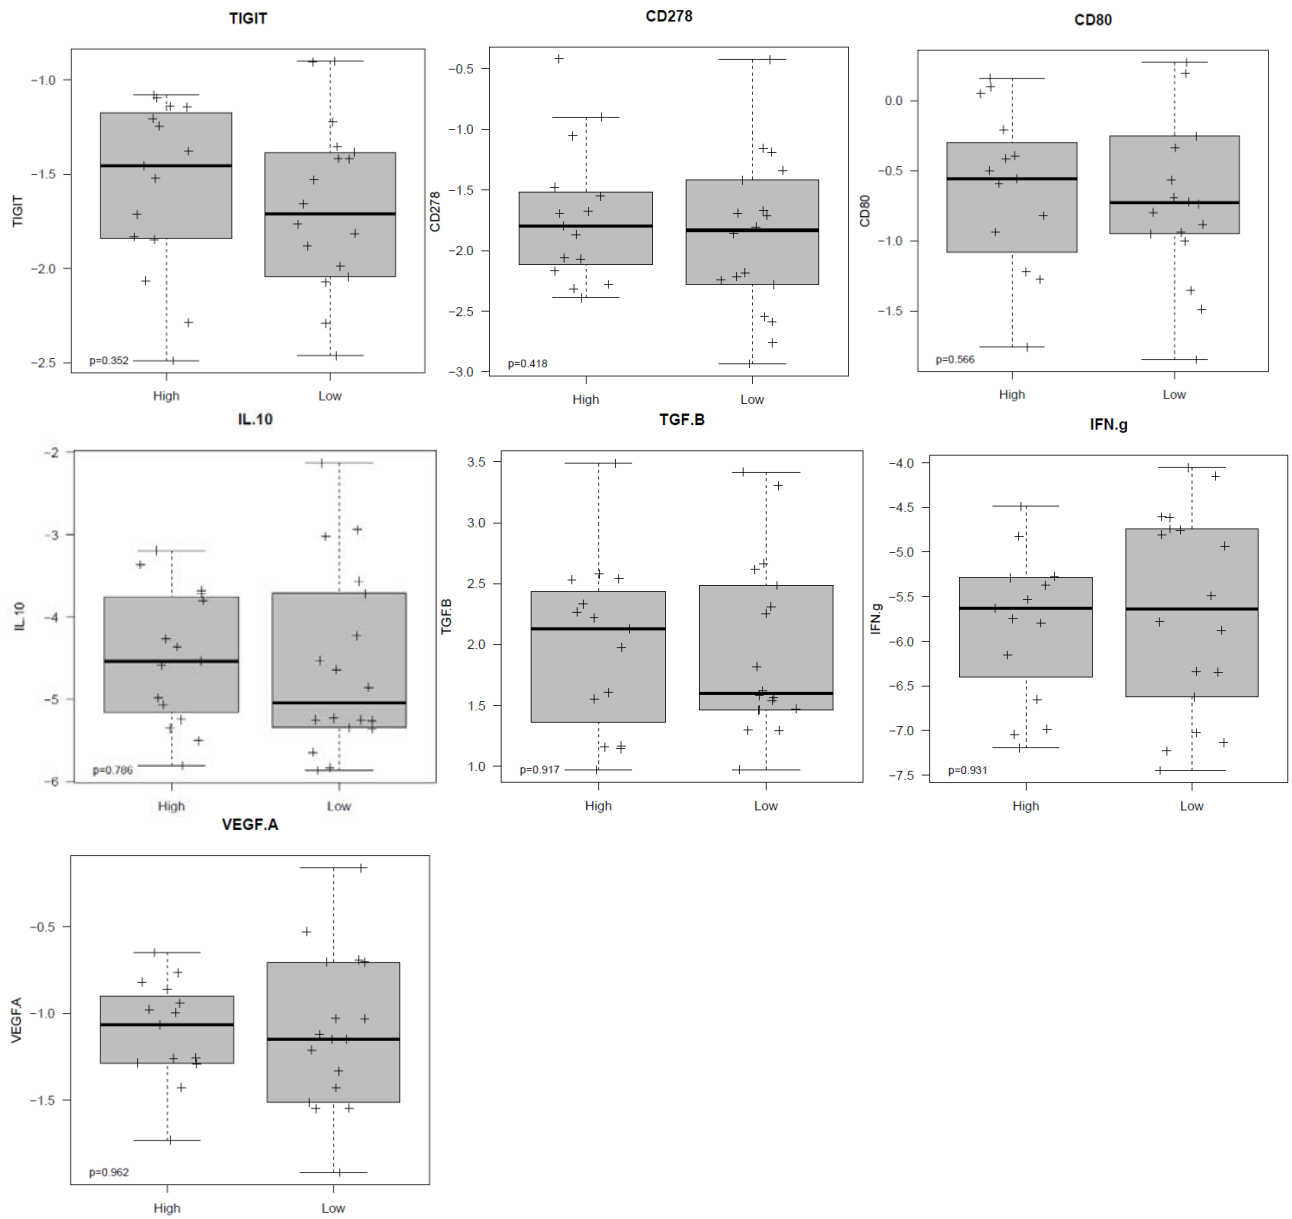 TIGIT
CD278
CD80
TIGIT
−1.0
−1.5
−2.0
−2.5
p=0.352
High
Low
CD278
−0.5
−1.0
−1.5
−2.0
−2.5
−3.0
p=0.418
High
Low
CD80
0.0
−0.5
−1.0
−1.5
p=0.566
High
Low
IL.10
TGF.B
IFN.g
IL.10
−2
−3
−4
−5
−6
p=0.786
High
Low
TGF.B
3.5
3.0
2.5
2.0
1.5
1.0
p=0.917
High
Low
IFN.g
−4.0
−4.5
−5.0
−5.5
−6.0
−6.5
−7.0
−7.5
p=0.931
High
Low
VEGF.A
VEGF.A
−0.5
−1.0
−1.5
p=0.962
High
Low